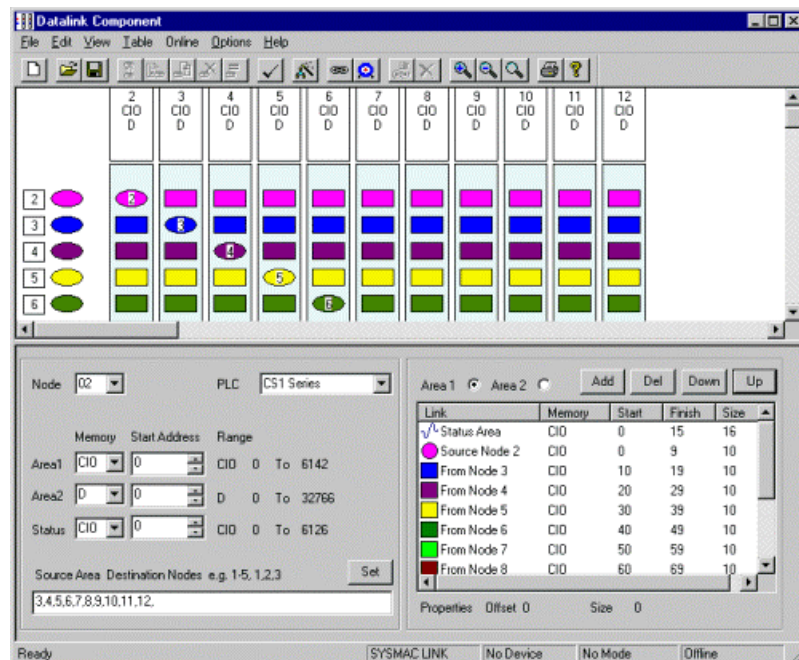 Datalink Component
File Edit View Table Online Options Help
2 3 4 5 6 7 8 9 10 11 12
CIO CIO CIO CIO CIO CIO CIO CIO CIO CIO CIO
D D D D D D D D D D D
2 2
3 3
4 4
5 5
6 6
Node 02 PLC CS1 Series
Memory Start Address Range
Area1 CIO 0 CIO 0 To 6142
Area2 D 0 D 0 To 32766
Status CIO 0 CIO 0 To 6126
Source Area Destination Nodes e.g. 1-5, 1,2,3 Set
3,4,5,6,7,8,9,10,11,12,
Area 1 Area 2 Add Del Down Up
Link Memory Start Finish Size
Status Area CIO 0 15 16
Source Node 2 CIO 0 9 10
From Node 3 CIO 10 19 10
From Node 4 CIO 20 29 10
From Node 5 CIO 30 39 10
From Node 6 CIO 40 49 10
From Node 7 CIO 50 59 10
From Node 8 CIO 60 69 10
Properties Offset 0 Size 0
Ready SYSMAC LINK No Device No Mode Offline